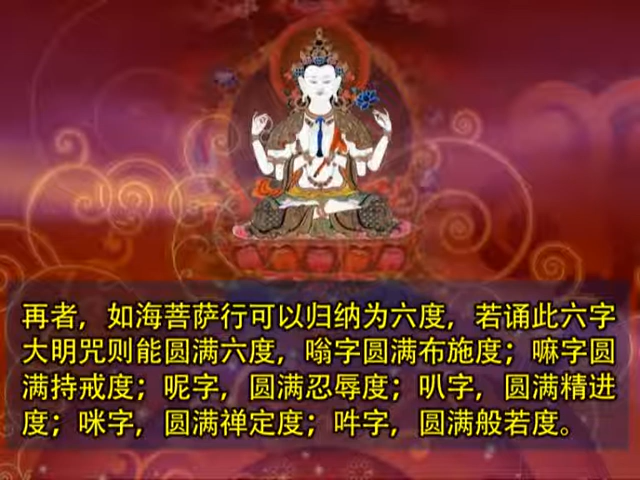 再者，如海菩萨行可以归纳为六度，若诵此六字
大明咒则能圆满六度，嗡字圆满布施度；嘛字圆
满持戒度；呢字，圆满忍辱度；叭字，圆满精进
度；咪字，圆满禅定度；吽字，圆满般若度。